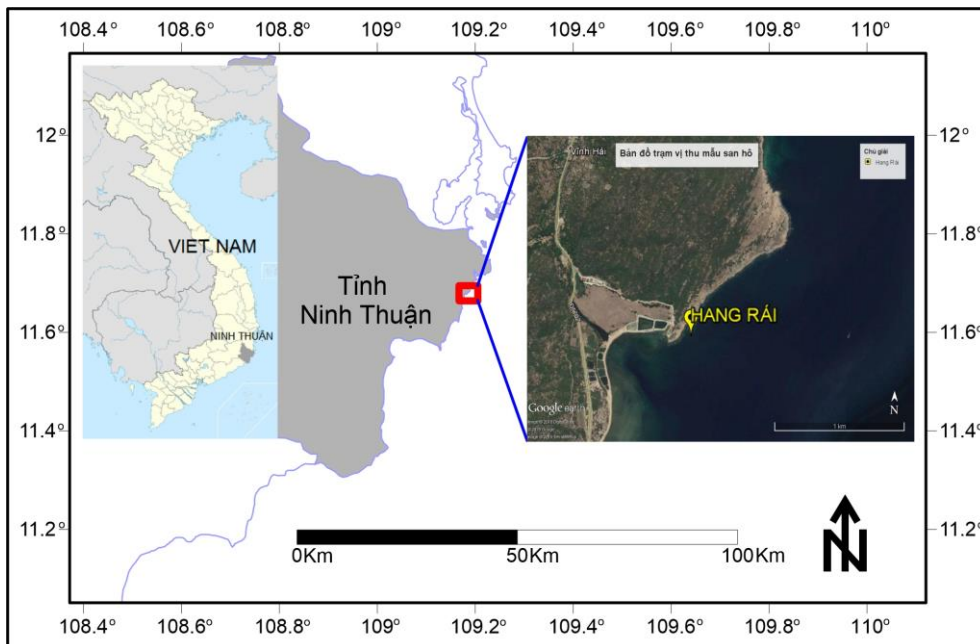 108.4° 108.6° 108.8° 109° 109.2° 109.4° 109.6° 109.8° 110°
12° 12°
11.8° 11.8°
11.6° 11.6°
11.4° 11.4°
11.2° 11.2°
VIET NAM
NINH THUẬN
Tỉnh
Ninh Thuận
Vĩnh Hải
Bản đồ trạm vị thu mẫu san hô
Chú giải
Hang Rái
HANG RÁI
Google earth
N
1 km
0Km 50Km 100Km
N
108.4° 108.6° 108.8° 109° 109.2° 109.4° 109.6° 109.8° 110°